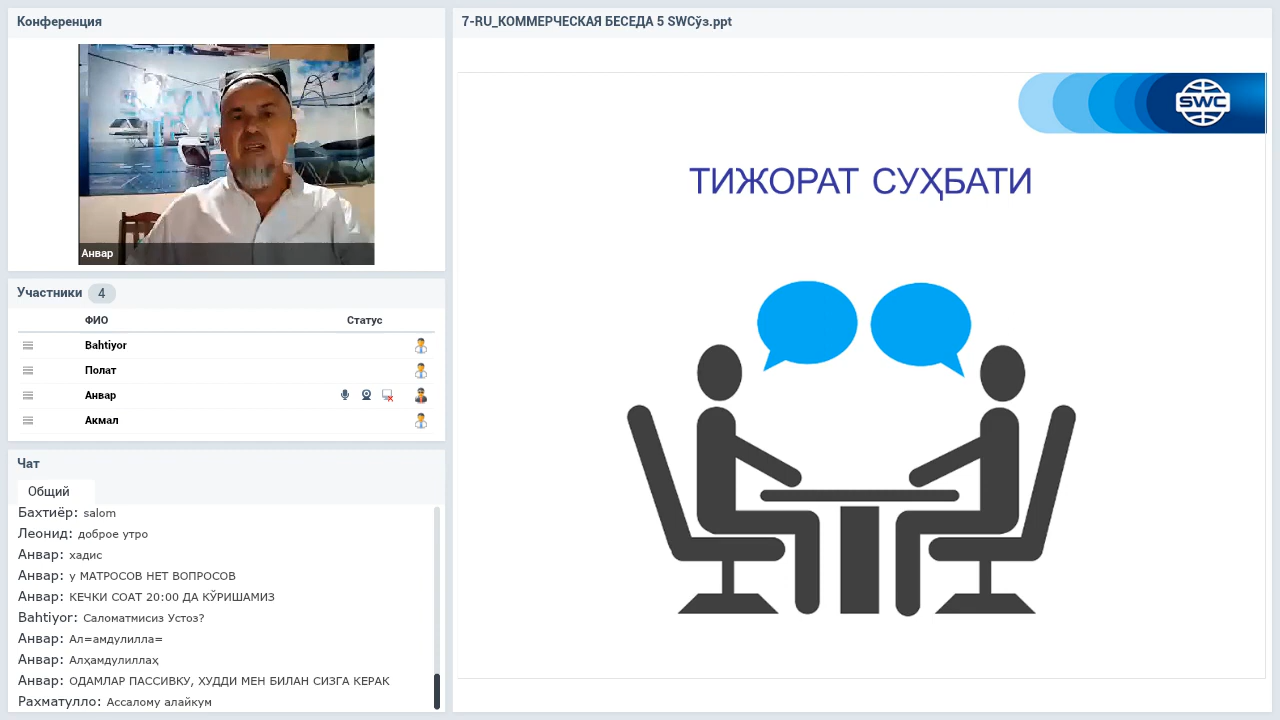 Конференция
Анвар
Участники 4
ФИО Статус
Bahtiyor
Полат
Анвар
Акмал
Чат
Общий
Бахтиёр: salom
Леонид: доброе утро
Анвар: хадис
Анвар: у МАТРОСОВ НЕТ ВОПРОСОВ
Анвар: КЕЧКИ СОАТ 20:00 ДА КЎРИШАМИЗ
Bahtiyor: Саломатмисиз Устоз?
Анвар: Ал=амдулилла=
Анвар: Алҳамдулиллаҳ
Анвар: ОДАМЛАР ПАССИВКУ, ХУДДИ МЕН БИЛАН СИЗГА КЕРАК
Рахматулло: Ассалому алайкум
7-RU_КОММЕРЧЕСКАЯ БЕСЕДА 5 SWCўз.ppt
SWC
ТИЖОРАТ СУҲБАТИ